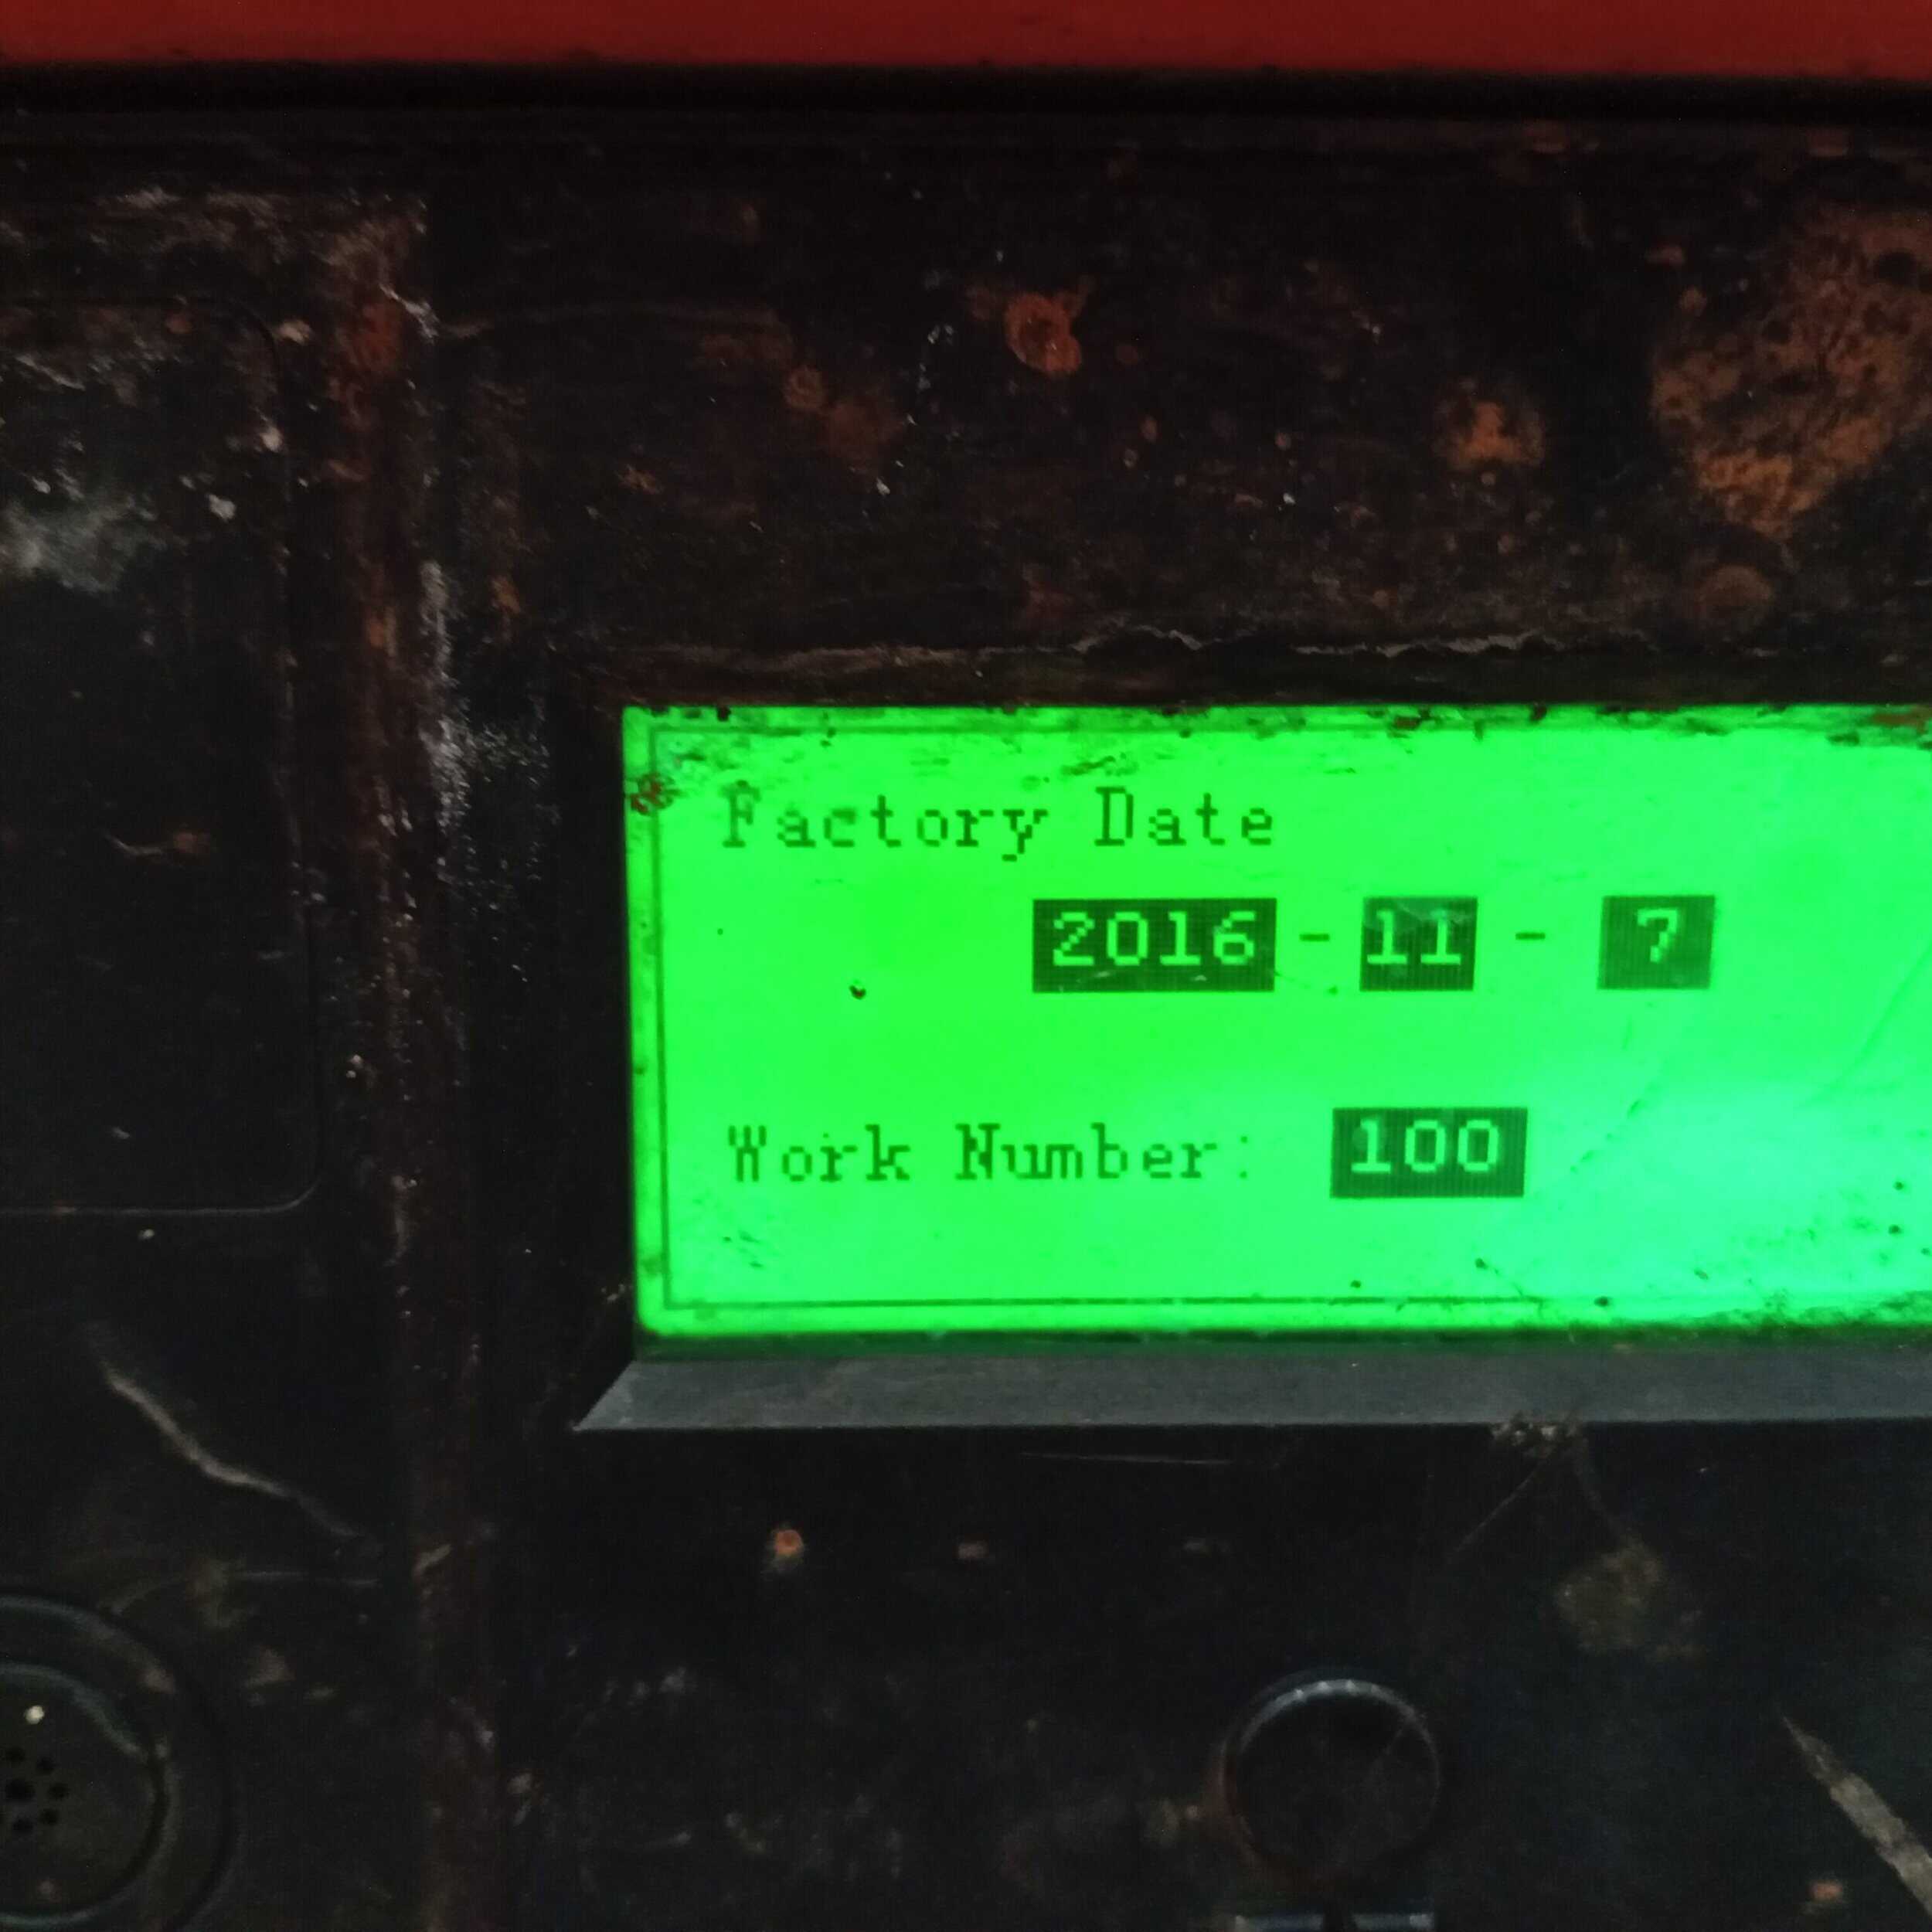 Factory Date
2016 - 11 - 7
Work Number: 100